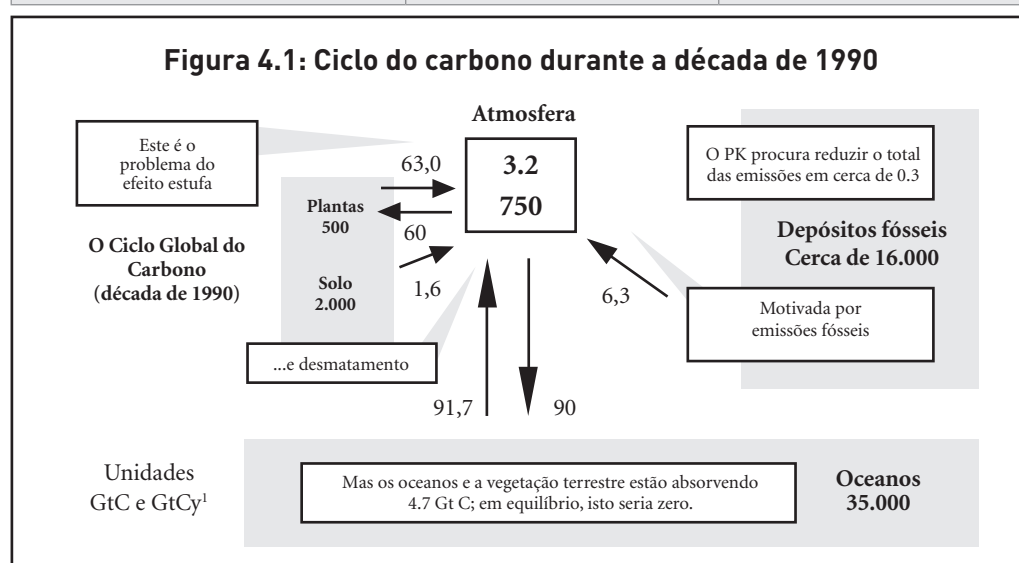 Figura 4.1: Ciclo do carbono durante a década de 1990
Atmosfera
Este é o
problema do
efeito estufa
63,0
3.2
750
O PK procura reduzir o total
das emissões em cerca de 0.3
Plantas
500
60
Depósitos fósseis
Cerca de 16.000
O Ciclo Global do
Carbono
(década de 1990)
Solo
2.000
1,6
6,3
Motivada por
emissões fósseis
...e desmatamento
91,7
90
Unidades
GtC e GtCy¹
Mas os oceanos e a vegetação terrestre estão absorvendo
4.7 Gt C; em equilíbrio, isto seria zero.
Oceanos
35.000